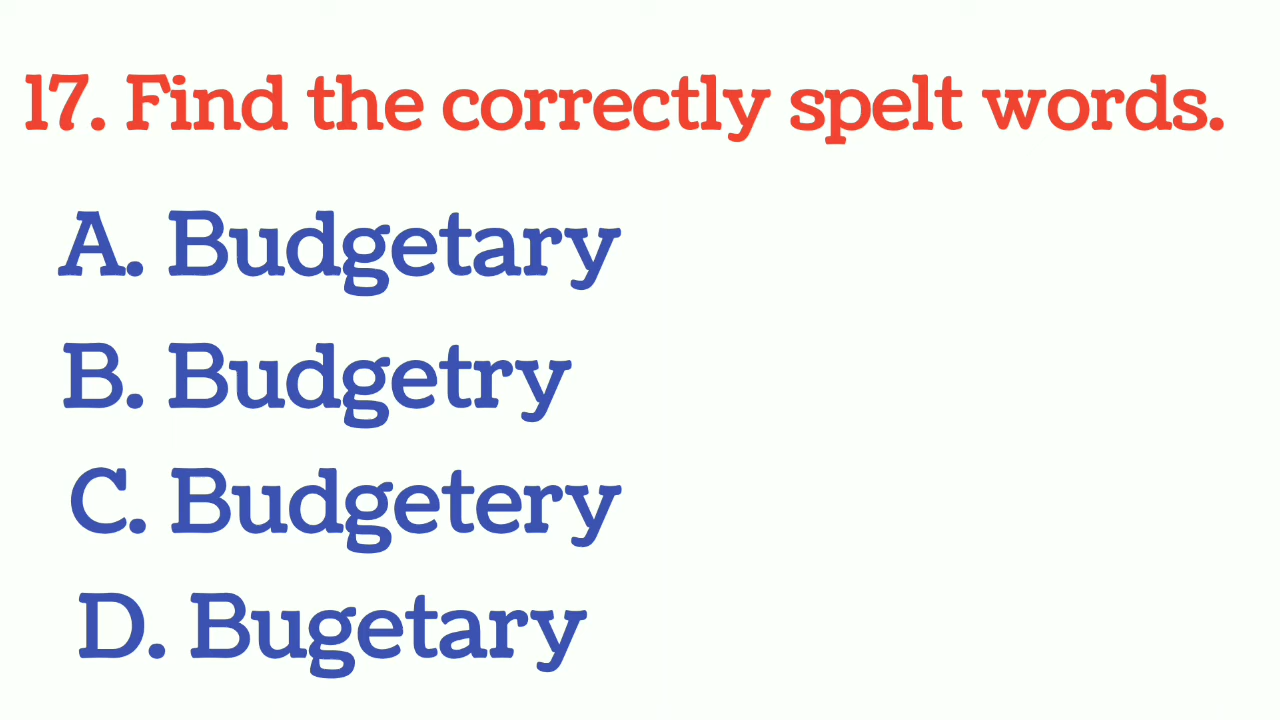 17. Find the correctly spelt words.
A. Budgetary
B. Budgetry
C. Budgetery
D. Bugetary